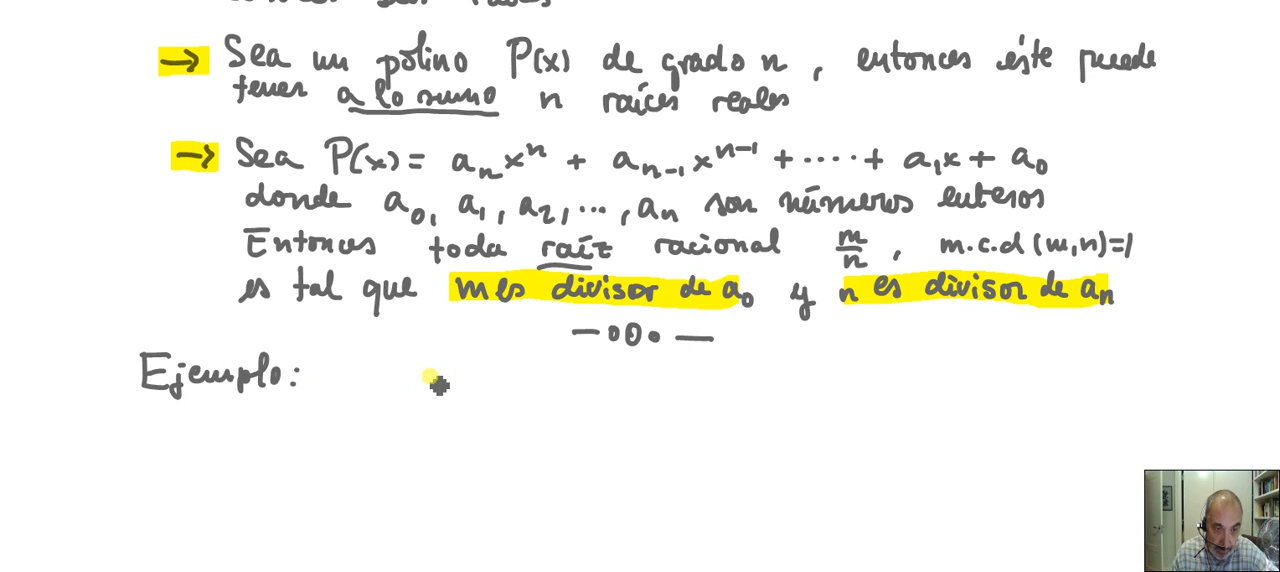 → Sea un polino P(x) de grado n, entonces éste puede
tener a lo sumo n raíces reales
→ Sea P(x) = aₙxⁿ + aₙ₋₁xⁿ⁻¹ + ····+ a₁x + a₀
donde a₀, a₁, a₂, ..., aₙ son números enteros
Entonces toda raíz racional m/n, m.c.d (m,n)=1
es tal que m es divisor de a₀ y n es divisor de aₙ
Ejemplo: